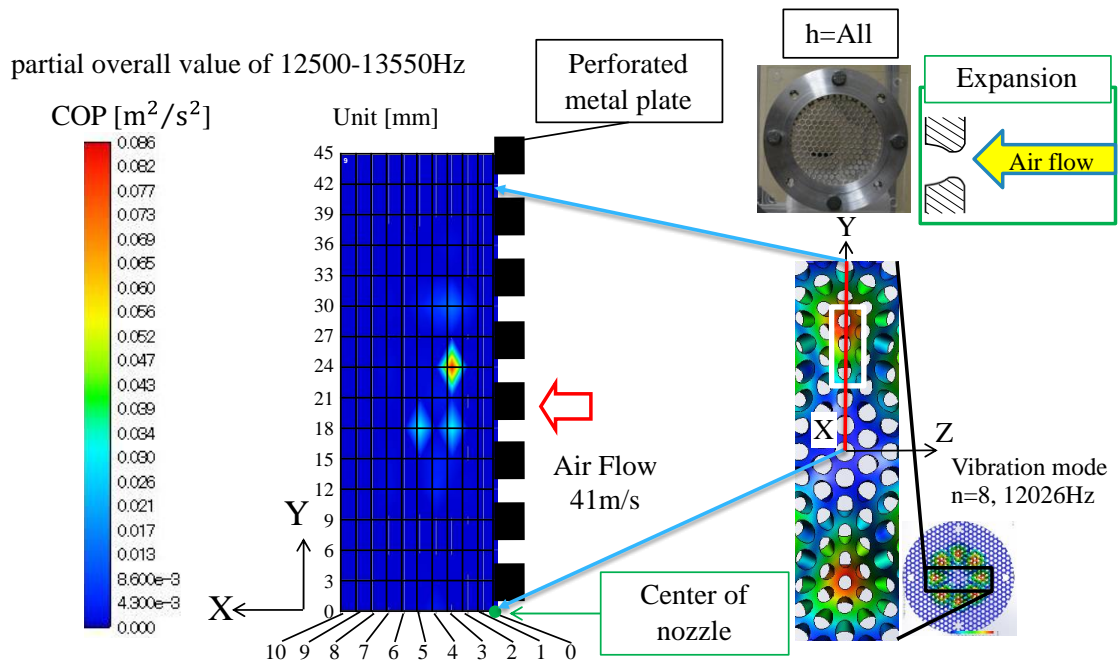 partial overall value of 12500-13550Hz
COP [m²/s²]
0.086
0.082
0.077
0.073
0.069
0.065
0.060
0.056
0.052
0.047
0.043
0.039
0.034
0.030
0.026
0.022
0.017
0.013
8.600e-3
4.300e-3
0.000
Unit [mm]
9
45
42
39
36
33
30
27
24
21
18
15
12
9
6
3
0
10 9 8 7 6 5 4 3 2 1 0
Y
X
Perforated
metal plate
Air Flow
41m/s
Center of
nozzle
h=All
Expansion
Air flow
Y
X
Z
Vibration mode
n=8, 12026Hz